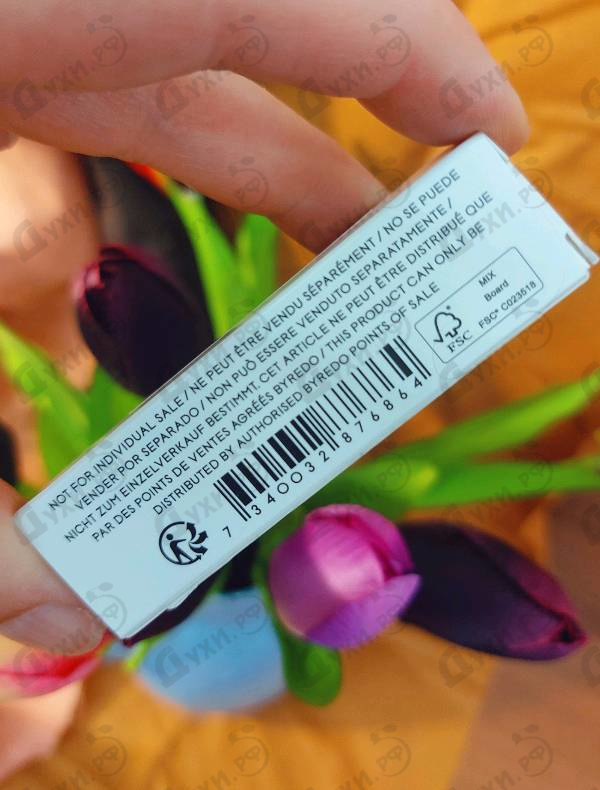 NOT FOR INDIVIDUAL SALE / NE PEUT ÊTRE VENDU SÉPARÉMENT / NO SE PUEDE
VENDER POR SEPARADO / NON PUÒ ESSERE VENDUTO SEPARATAMENTE /
NICHT ZUM EINZELVERKAUF BESTIMMT. CET ARTICLE NE PEUT ÊTRE DISTRIBUÉ QUE
PAR DES POINTS DE VENTES AGRÉÉS BYREDO / THIS PRODUCT CAN ONLY BE
DISTRIBUTED BY AUTHORISED BYREDO POINTS OF SALE
7 340032 876864
FSC
MIX
Board
FSC® C023518
Духи.рф